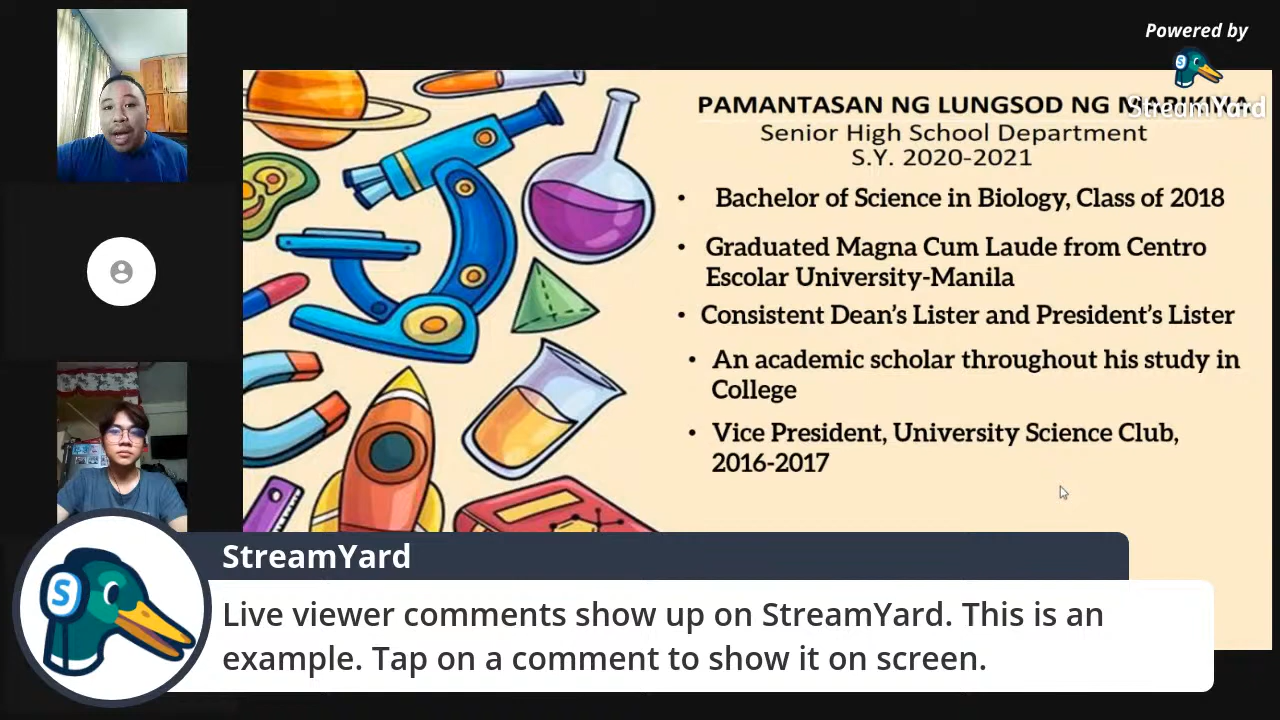 Powered by
StreamYard
PAMANTASAN NG LUNGSOD NG MARIKINA
Senior High School Department
S.Y. 2020-2021
• Bachelor of Science in Biology, Class of 2018
• Graduated Magna Cum Laude from Centro
Escolar University-Manila
• Consistent Dean's Lister and President's Lister
• An academic scholar throughout his study in
College
• Vice President, University Science Club,
2016-2017
StreamYard
Live viewer comments show up on StreamYard. This is an
example. Tap on a comment to show it on screen.